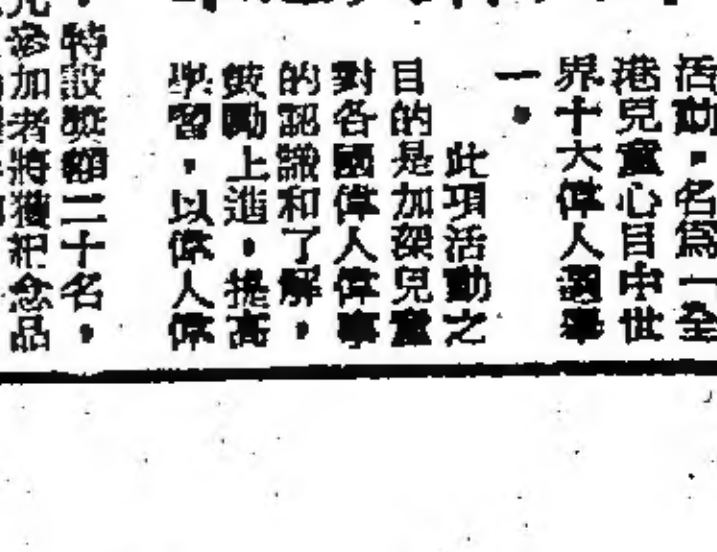 活動,名爲「全
港兒童心目中世
界十大偉人選舉
」。
此項活動之
目的是加深兒童
對各國偉人偉事
的認識和了解,
鼓勵上進,提高
學習,以偉人偉
特設獎額二十名,
參加者將獲紀念品